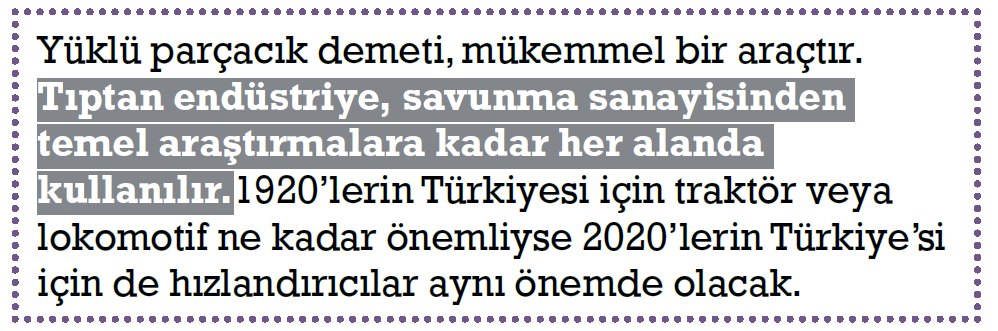 Yüklü parçacık demeti, mükemmel bir araçtır.
Tıptan endüstriye, savunma sanayisinden
temel araştırmalara kadar her alanda
kullanılır. 1920’lerin Türkiyesi için traktör veya
lokomotif ne kadar önemliyse 2020’lerin Türkiye’si
için de hızlandırıcılar aynı önemde olacak.